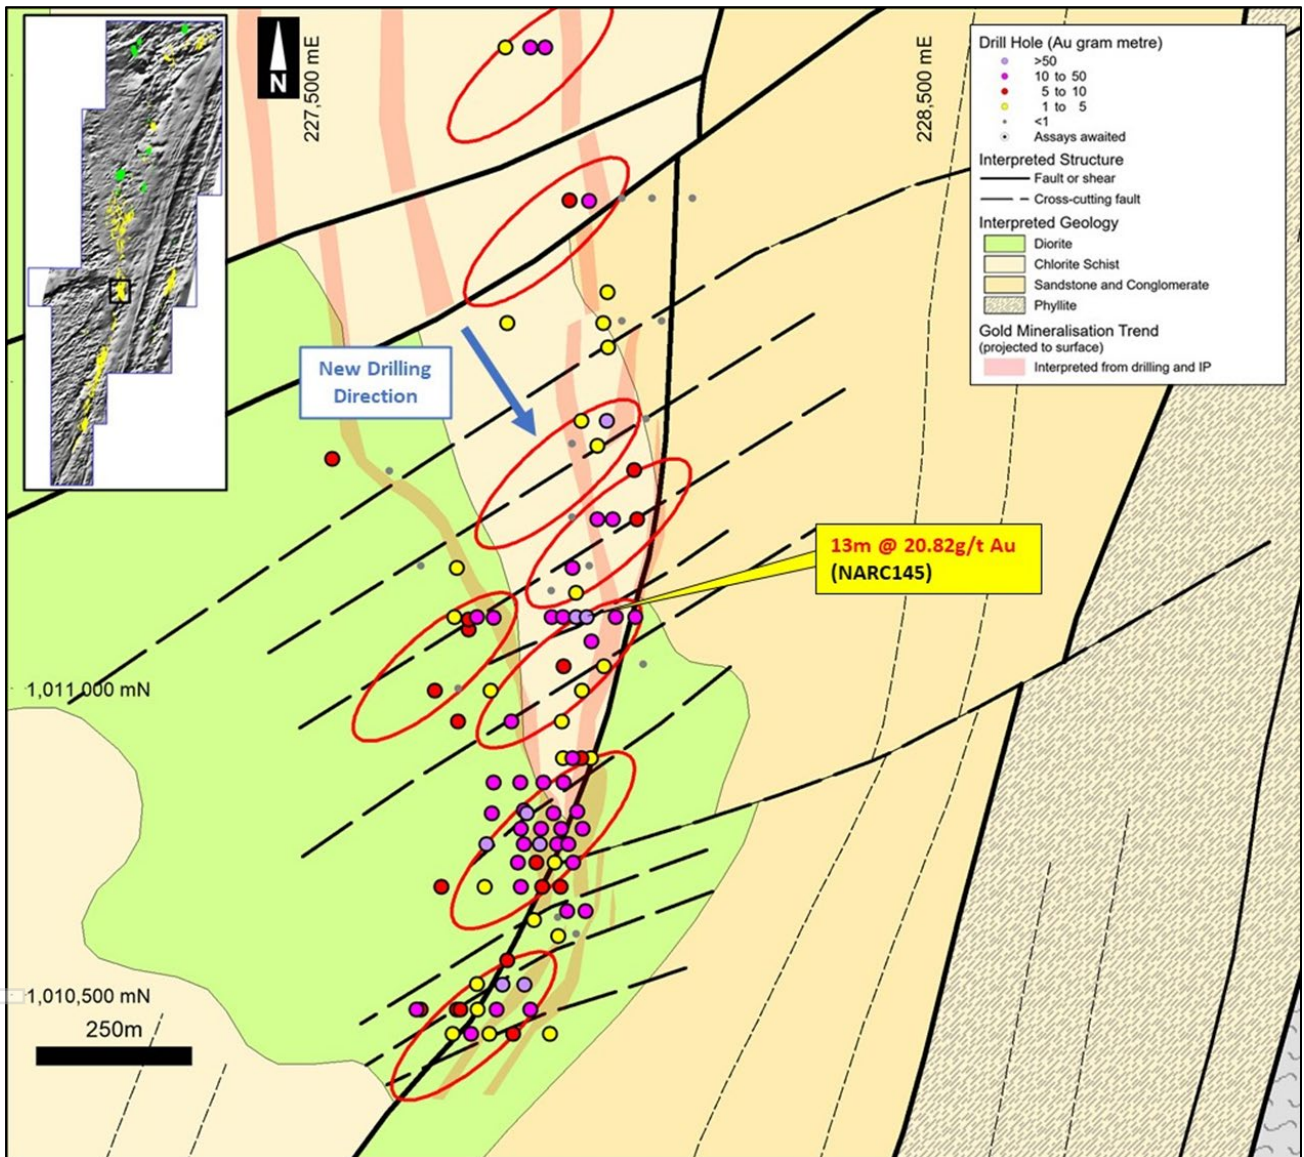 N
227,500 mE
228,500 mE
Drill Hole (Au gram metre)
>50
10 to 50
5 to 10
1 to 5
<1
Assays awaited
Interpreted Structure
Fault or shear
Cross-cutting fault
Interpreted Geology
Diorite
Chlorite Schist
Sandstone and Conglomerate
Phyllite
Gold Mineralisation Trend
(projected to surface)
Interpreted from drilling and IP
New Drilling
Direction
13m @ 20.82g/t Au
(NARC145)
1,011,000 mN
1,010,500 mN
250m